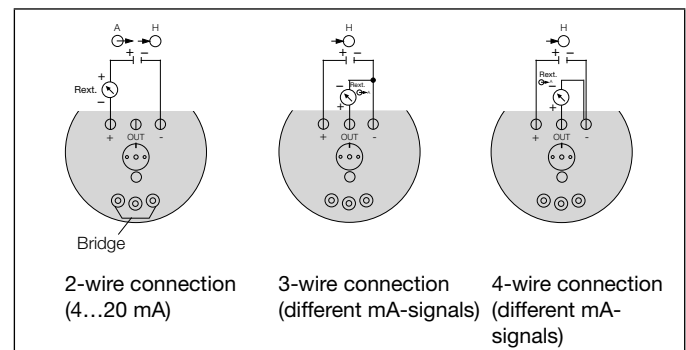 A H
+ –
+
Rext.
–
+ OUT -
Bridge
2-wire connection
(4…20 mA)
H
+ –
Rext.
–
A
+
+ OUT -
3-wire connection
(different mA-signals)
H
+ –
Rext.
A
–
+
+ OUT -
4-wire connection
(different mA-
signals)